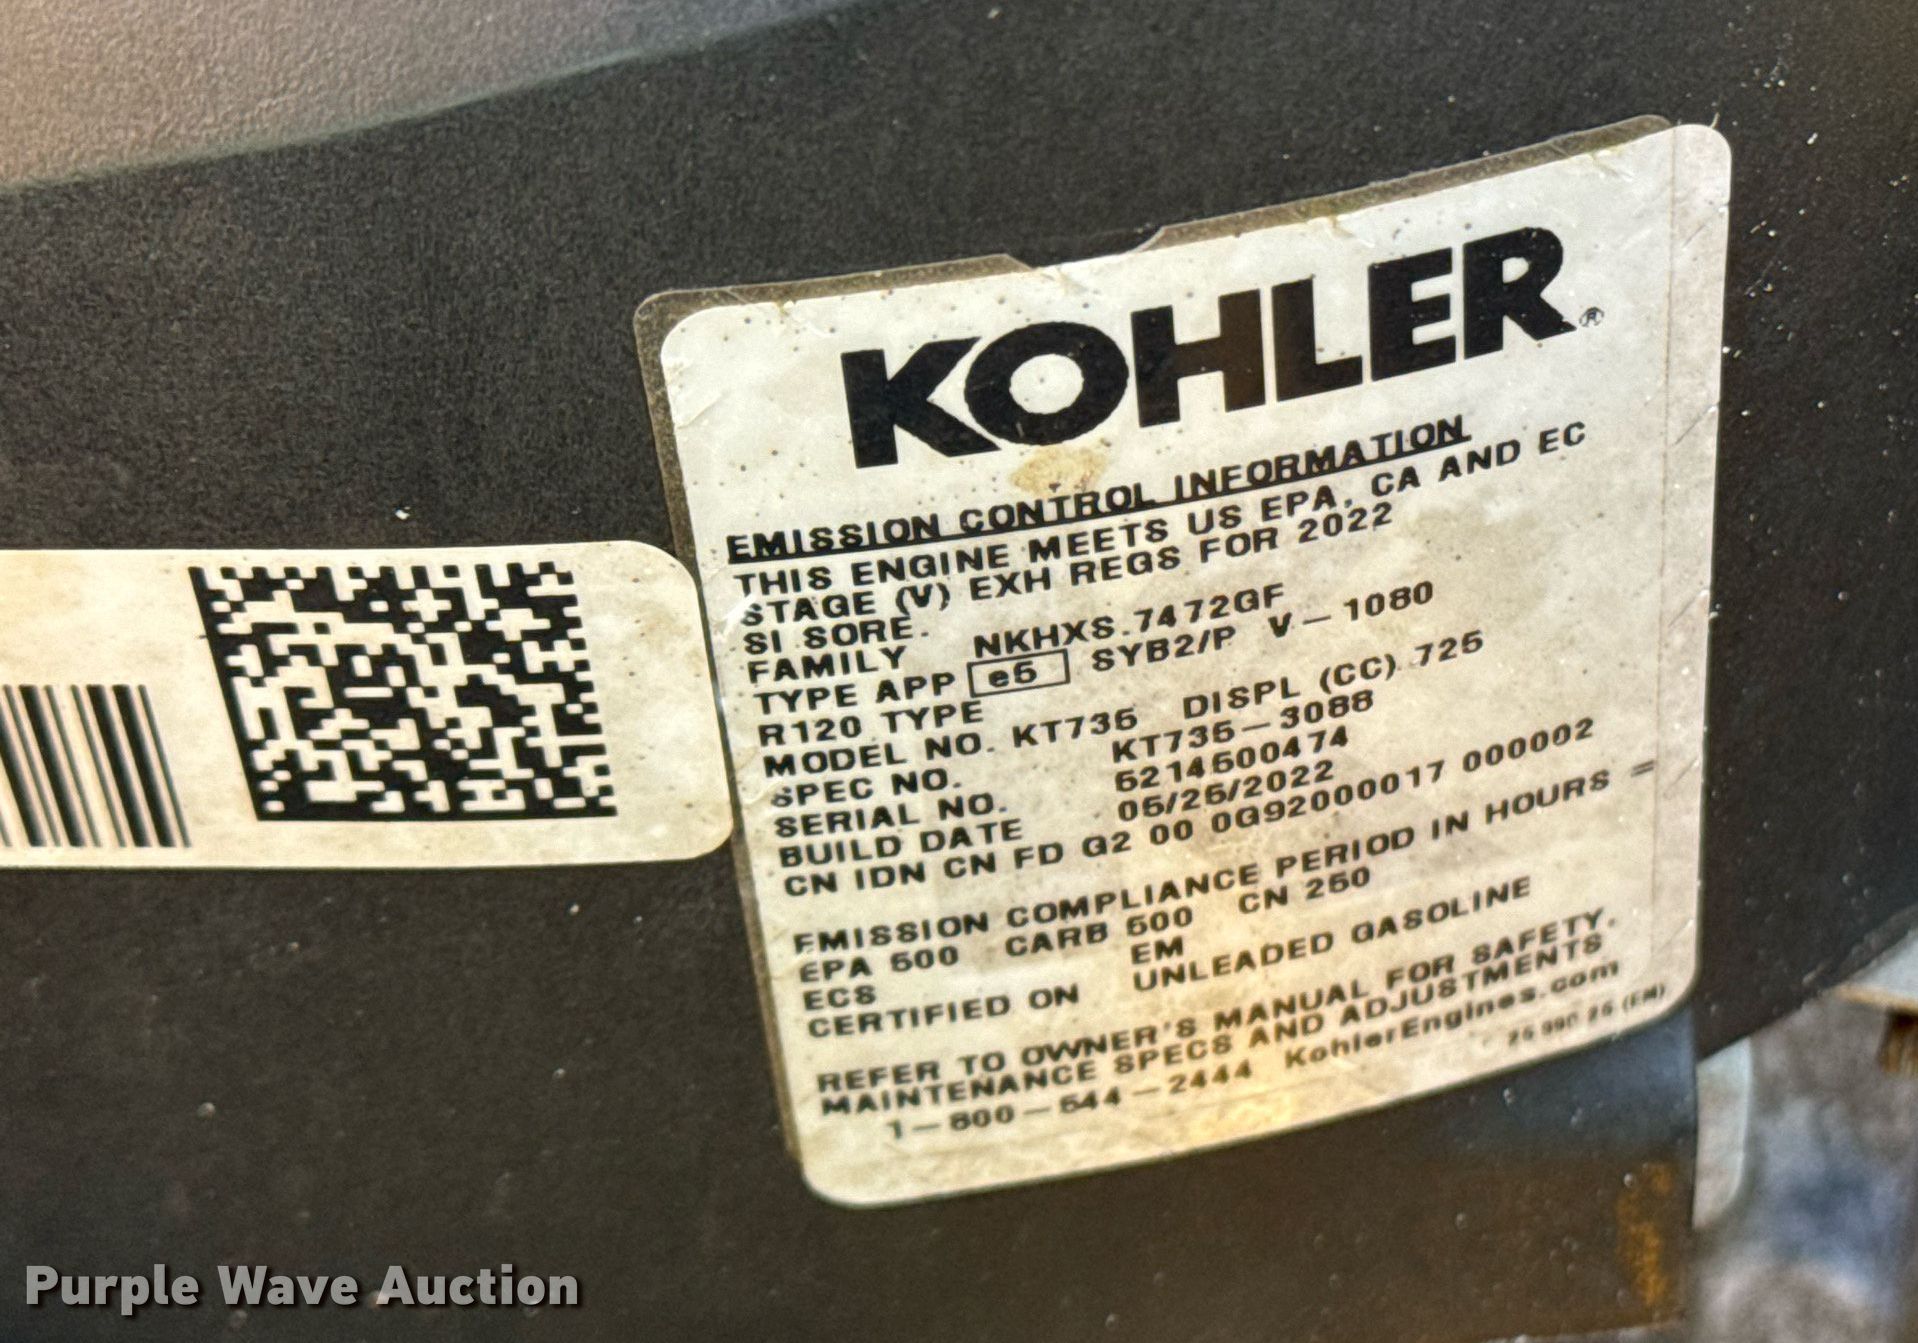 KOHLER®
EMISSION CONTROL INFORMATION
THIS ENGINE MEETS US EPA, CA AND EC
STAGE (V) EXH REGS FOR 2022
SI SORE.
FAMILY NKHXS.7472GF
TYPE APP e5 SYB2/P V-1080
R120 TYPE
MODEL NO. KT735 DISPL (CC) 725
SPEC NO. KT735-3088
SERIAL NO. 5214500474
BUILD DATE 05/25/2022
CN IDN CN FD G2 00 0G92000017 000002
EMISSION COMPLIANCE PERIOD IN HOURS =
EPA 500 CARB 500 CN 250
ECS EM
CERTIFIED ON UNLEADED GASOLINE
REFER TO OWNER'S MANUAL FOR SAFETY,
MAINTENANCE SPECS AND ADJUSTMENTS
1-800-544-2444 KohlerEngines.com
(EM)
Purple Wave Auction